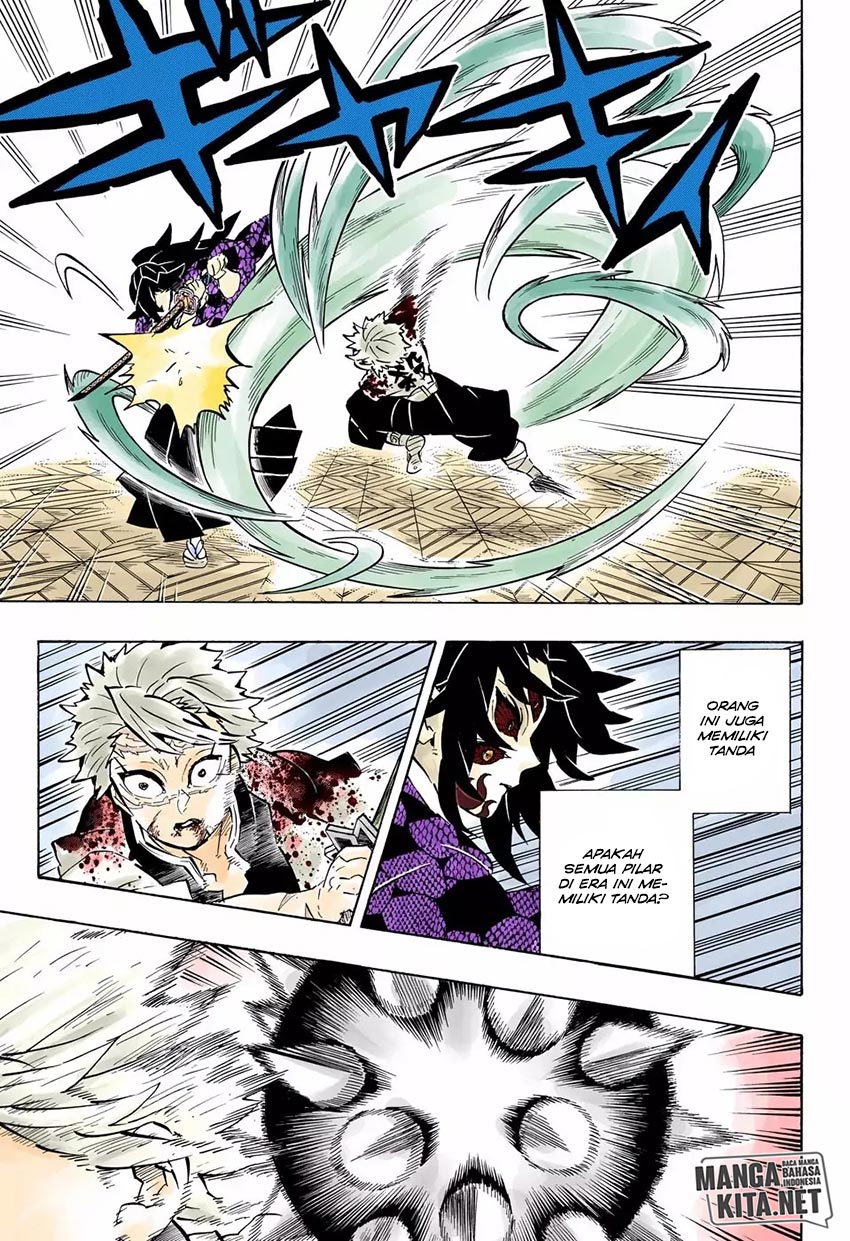 ギャギィ
ORANG
INI JUGA
MEMILIKI
TANDA
APAKAH
SEMUA PILAR
DI ERA INI ME-
MILIKI TANDA?
MANGA BACA MANGA
BAHASA
INDONESIA
KITA.NET